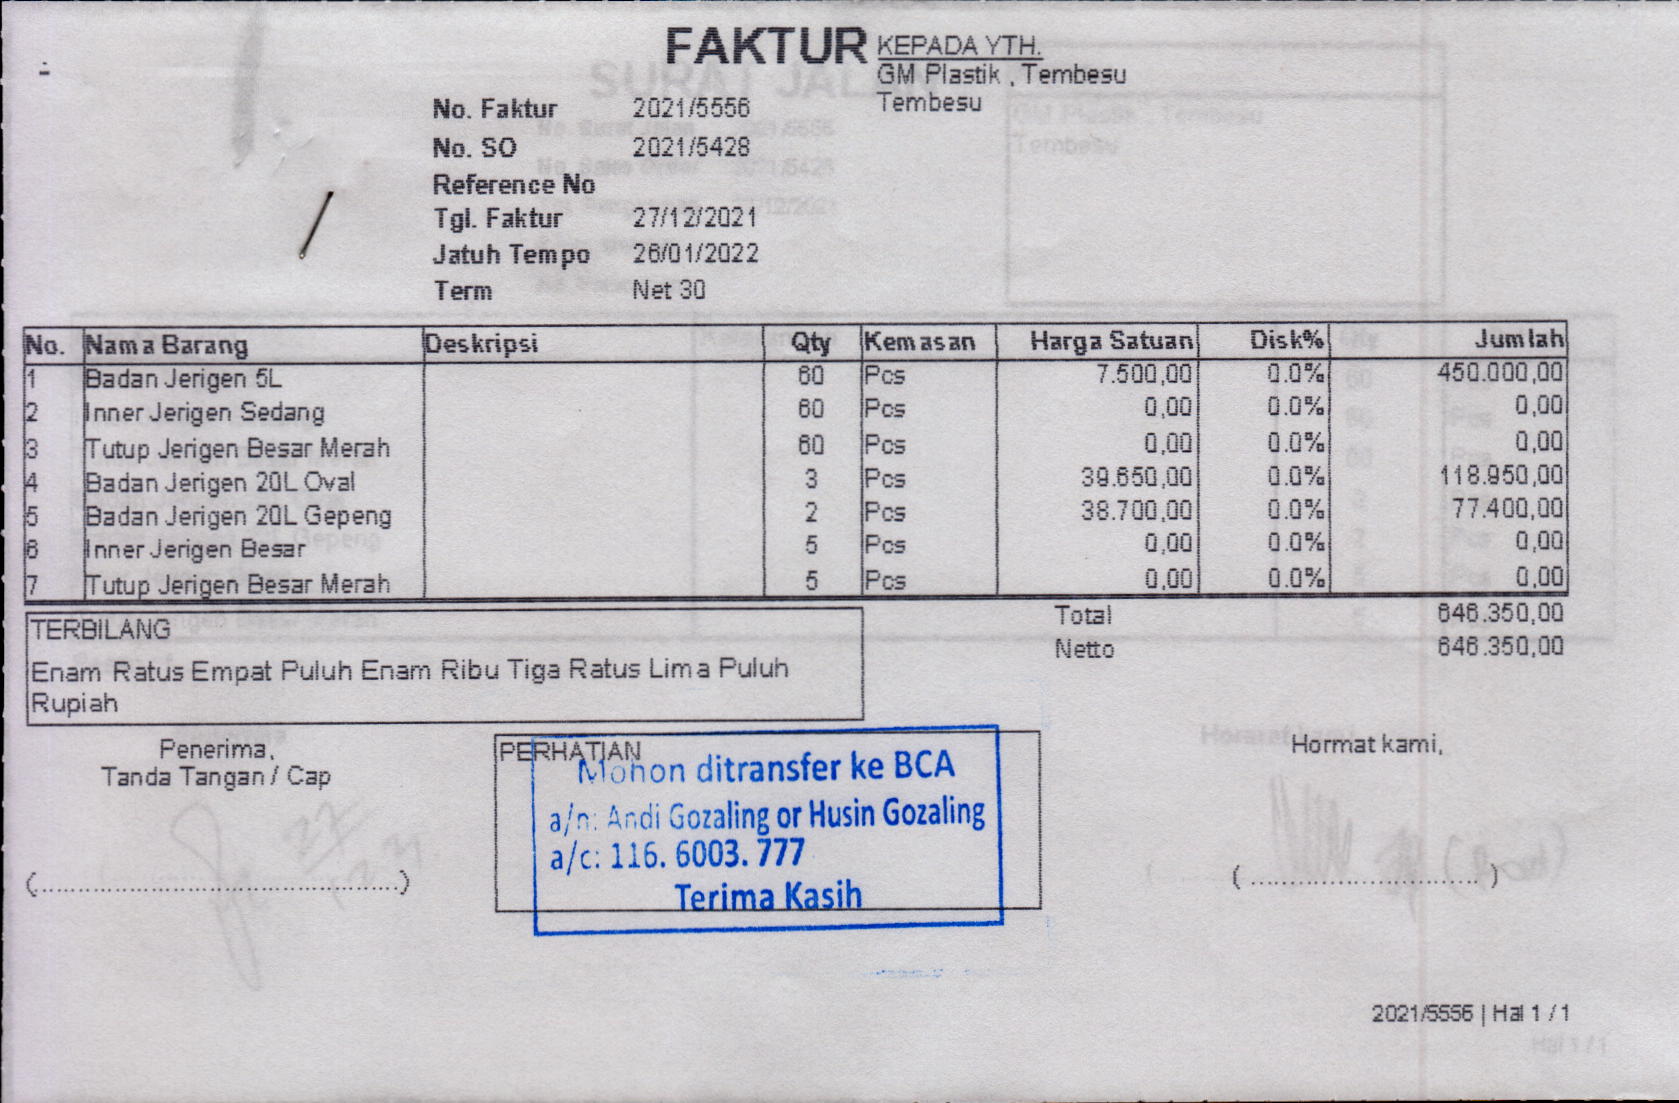 FAKTUR
KEPADA YTH.
GM Plastik , Tembesu
Tembesu
No. Faktur 2021/5556
No. SO 2021/5428
Reference No
Tgl. Faktur 27/12/2021
Jatuh Tempo 26/01/2022
Term Net 30
No. Nama Barang Deskripsi Qty Kemasan Harga Satuan Disk% Jumlah
1 Badan Jerigen 5L 60 Pcs 7.500,00 0.0% 450.000,00
2 Inner Jerigen Sedang 60 Pcs 0,00 0.0% 0,00
3 Tutup Jerigen Besar Merah 60 Pcs 0,00 0.0% 0,00
4 Badan Jerigen 20L Oval 3 Pcs 39.650,00 0.0% 118.950,00
5 Badan Jerigen 20L Gepeng 2 Pcs 38.700,00 0.0% 77.400,00
6 Inner Jerigen Besar 5 Pcs 0,00 0.0% 0,00
7 Tutup Jerigen Besar Merah 5 Pcs 0,00 0.0% 0,00
Total 646.350,00
Netto 646.350,00
TERBILANG
Enam Ratus Empat Puluh Enam Ribu Tiga Ratus Lima Puluh
Rupiah
Penerima,
Tanda Tangan / Cap
PERHATIAN
Mohon ditransfer ke BCA
a/n: Andi Gozaling or Husin Gozaling
a/c: 116. 6003. 777
Terima Kasih
Hormat kami,
2021/5556 | Hal 1 / 1